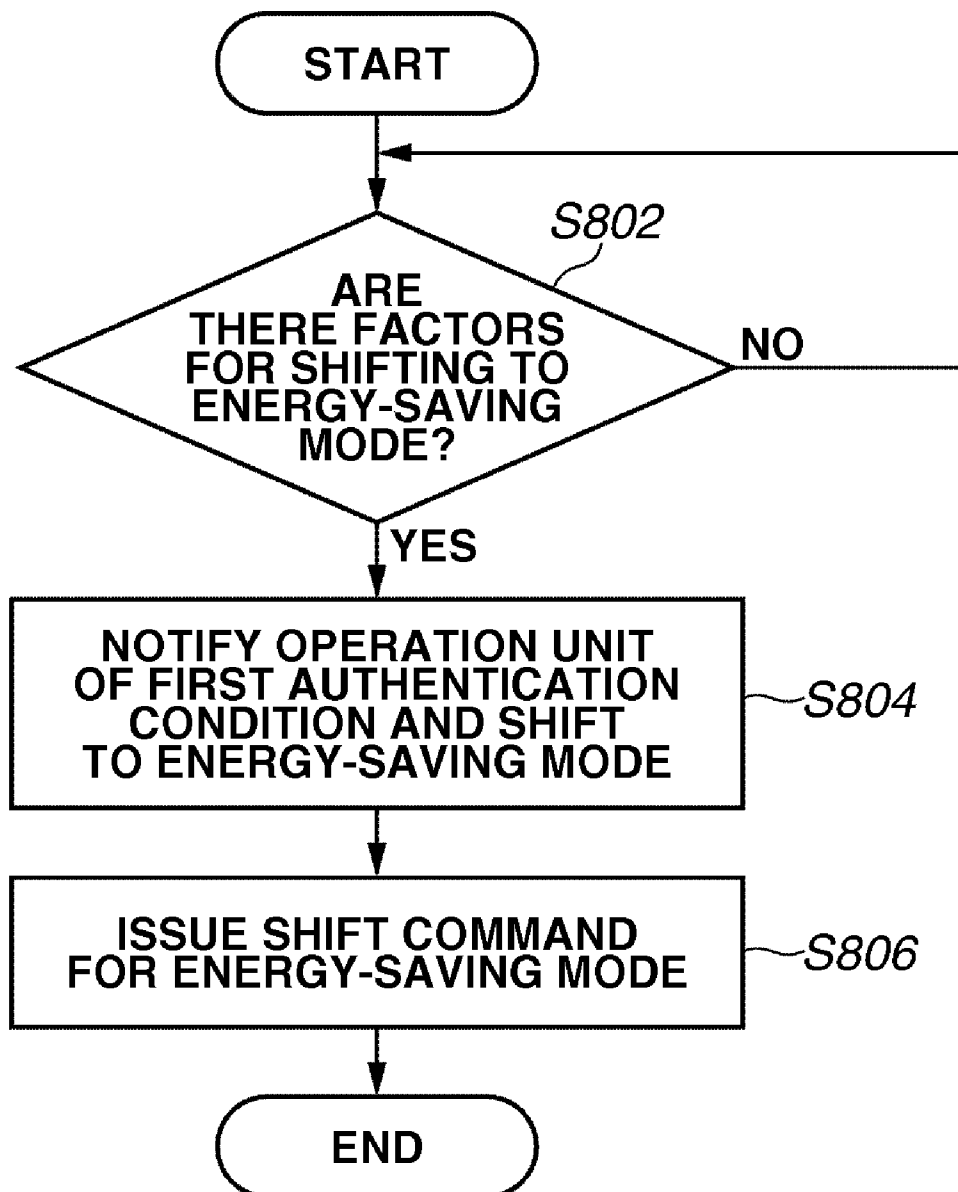 START
S802
ARE
THERE FACTORS
FOR SHIFTING TO
ENERGY-SAVING
MODE?
NO
YES
NOTIFY OPERATION UNIT
OF FIRST AUTHENTICATION
CONDITION AND SHIFT
TO ENERGY-SAVING MODE
S804
ISSUE SHIFT COMMAND
FOR ENERGY-SAVING MODE
S806
END